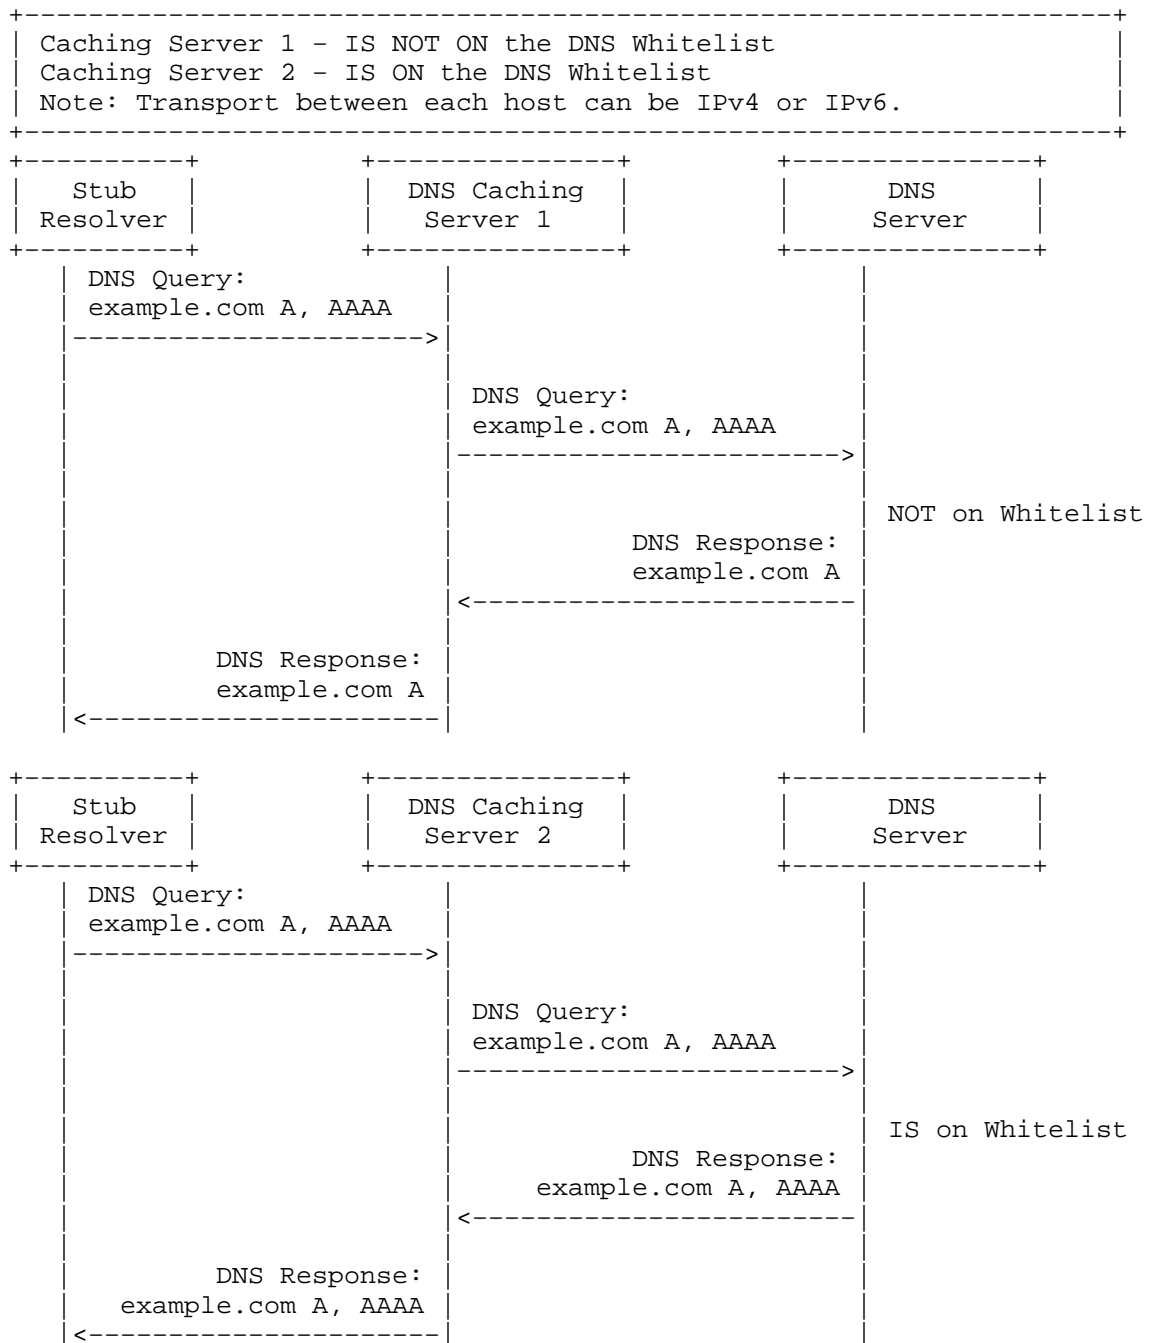 Caching Server 1 - IS NOT ON the DNS Whitelist
Caching Server 2 - IS ON the DNS Whitelist
Note: Transport between each host can be IPv4 or IPv6.
Stub DNS Caching DNS
Resolver Server 1 Server
DNS Query:
example.com A, AAAA
DNS Query:
example.com A, AAAA
NOT on Whitelist
DNS Response:
example.com A
DNS Response:
example.com A
Stub DNS Caching DNS
Resolver Server 2 Server
DNS Query:
example.com A, AAAA
DNS Query:
example.com A, AAAA
IS on Whitelist
DNS Response:
example.com A, AAAA
DNS Response:
example.com A, AAAA